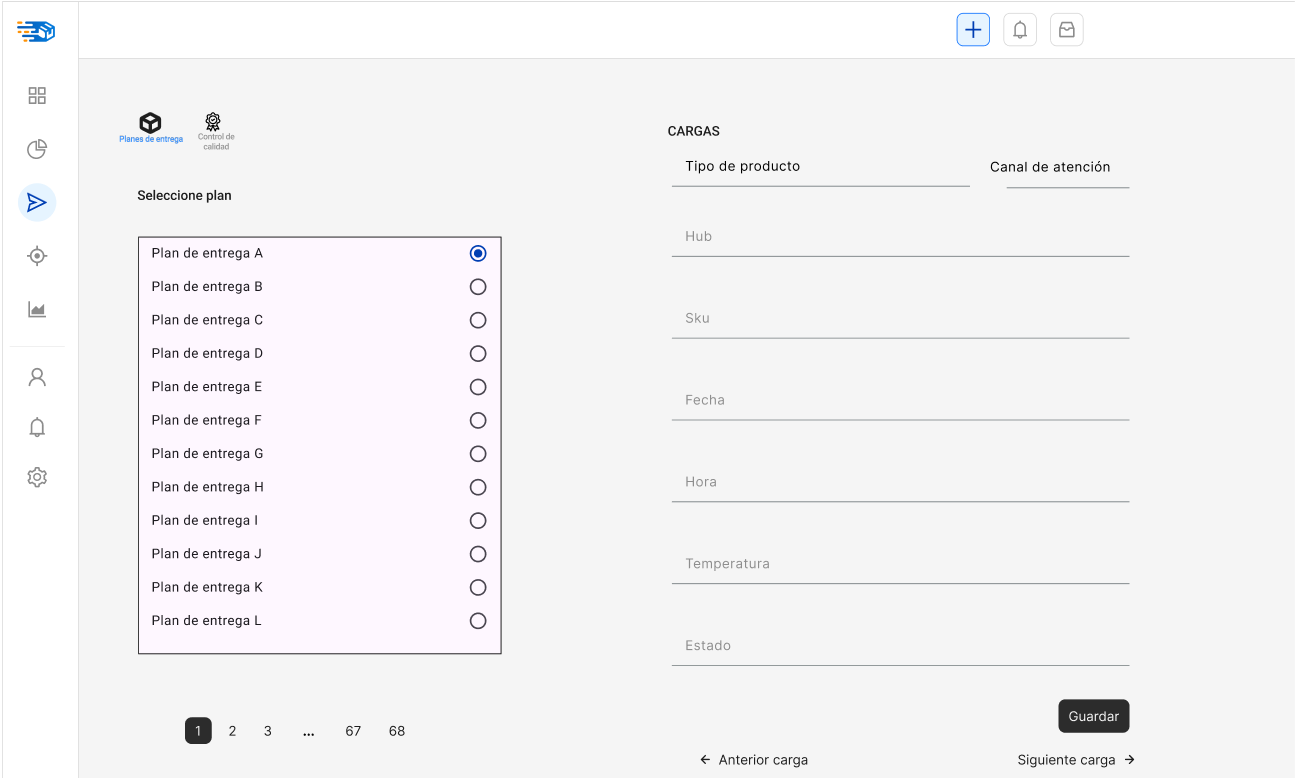 Planes de entrega
Control de
calidad
Seleccione plan
Plan de entrega A
Plan de entrega B
Plan de entrega C
Plan de entrega D
Plan de entrega E
Plan de entrega F
Plan de entrega G
Plan de entrega H
Plan de entrega I
Plan de entrega J
Plan de entrega K
Plan de entrega L
1 2 3 ... 67 68
CARGAS
Tipo de producto Canal de atención
Hub
Sku
Fecha
Hora
Temperatura
Estado
Guardar
← Anterior carga Siguiente carga →